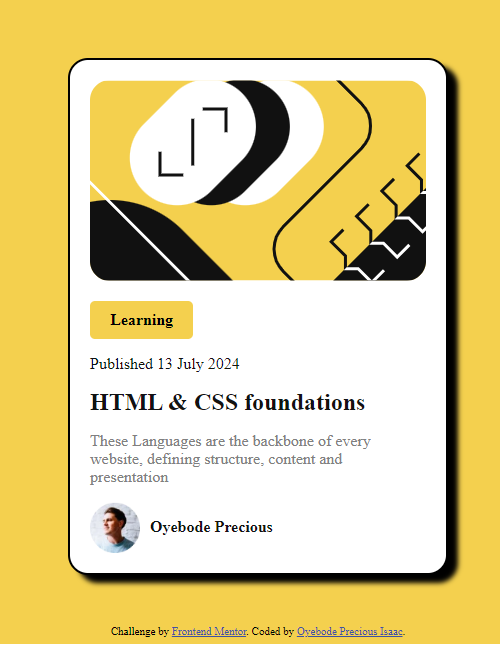 Learning
Published 13 July 2024
HTML & CSS foundations
These Languages are the backbone of every
website, defining structure, content and
presentation
Oyebode Precious
Challenge by Frontend Mentor. Coded by Oyebode Precious Isaac.